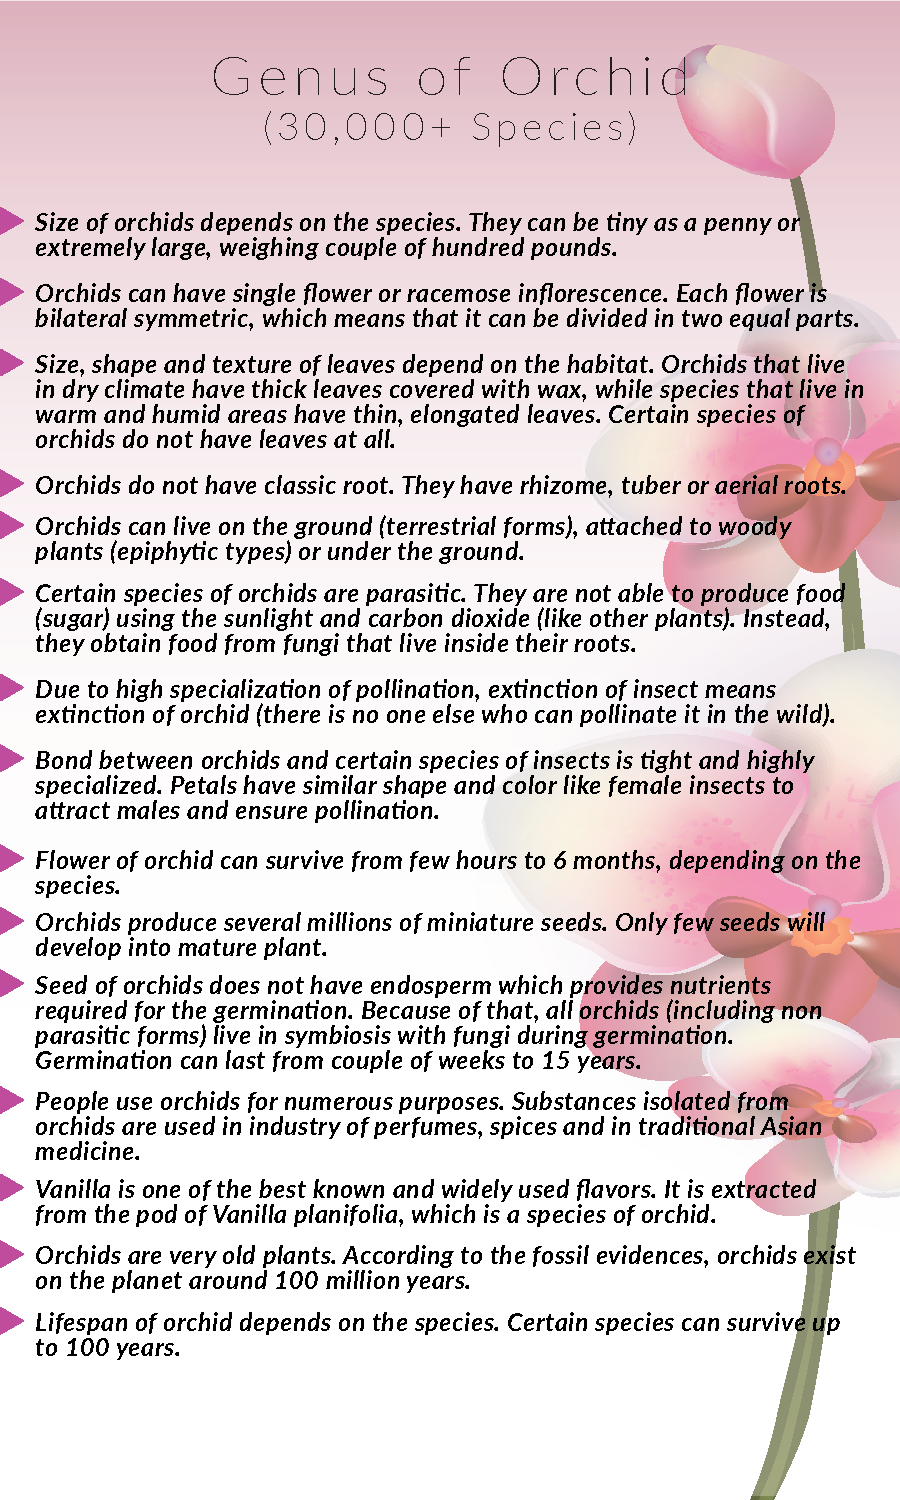 Genus of Orchid
(30,000+ Species)
Size of orchids depends on the species. They can be tiny as a penny or
extremely large, weighing couple of hundred pounds.
Orchids can have single flower or racemose inflorescence. Each flower is
bilateral symmetric, which means that it can be divided in two equal parts.
Size, shape and texture of leaves depend on the habitat. Orchids that live
in dry climate have thick leaves covered with wax, while species that live in
warm and humid areas have thin, elongated leaves. Certain species of
orchids do not have leaves at all.
Orchids do not have classic root. They have rhizome, tuber or aerial roots.
Orchids can live on the ground (terrestrial forms), attached to woody
plants (epiphytic types) or under the ground.
Certain species of orchids are parasitic. They are not able to produce food
(sugar) using the sunlight and carbon dioxide (like other plants). Instead,
they obtain food from fungi that live inside their roots.
Due to high specialization of pollination, extinction of insect means
extinction of orchid (there is no one else who can pollinate it in the wild).
Bond between orchids and certain species of insects is tight and highly
specialized. Petals have similar shape and color like female insects to
attract males and ensure pollination.
Flower of orchid can survive from few hours to 6 months, depending on the
species.
Orchids produce several millions of miniature seeds. Only few seeds will
develop into mature plant.
Seed of orchids does not have endosperm which provides nutrients
required for the germination. Because of that, all orchids (including non
parasitic forms) live in symbiosis with fungi during germination.
Germination can last from couple of weeks to 15 years.
People use orchids for numerous purposes. Substances isolated from
orchids are used in industry of perfumes, spices and in traditional Asian
medicine.
Vanilla is one of the best known and widely used flavors. It is extracted
from the pod of Vanilla planifolia, which is a species of orchid.
Orchids are very old plants. According to the fossil evidences, orchids exist
on the planet around 100 million years.
Lifespan of orchid depends on the species. Certain species can survive up
to 100 years.